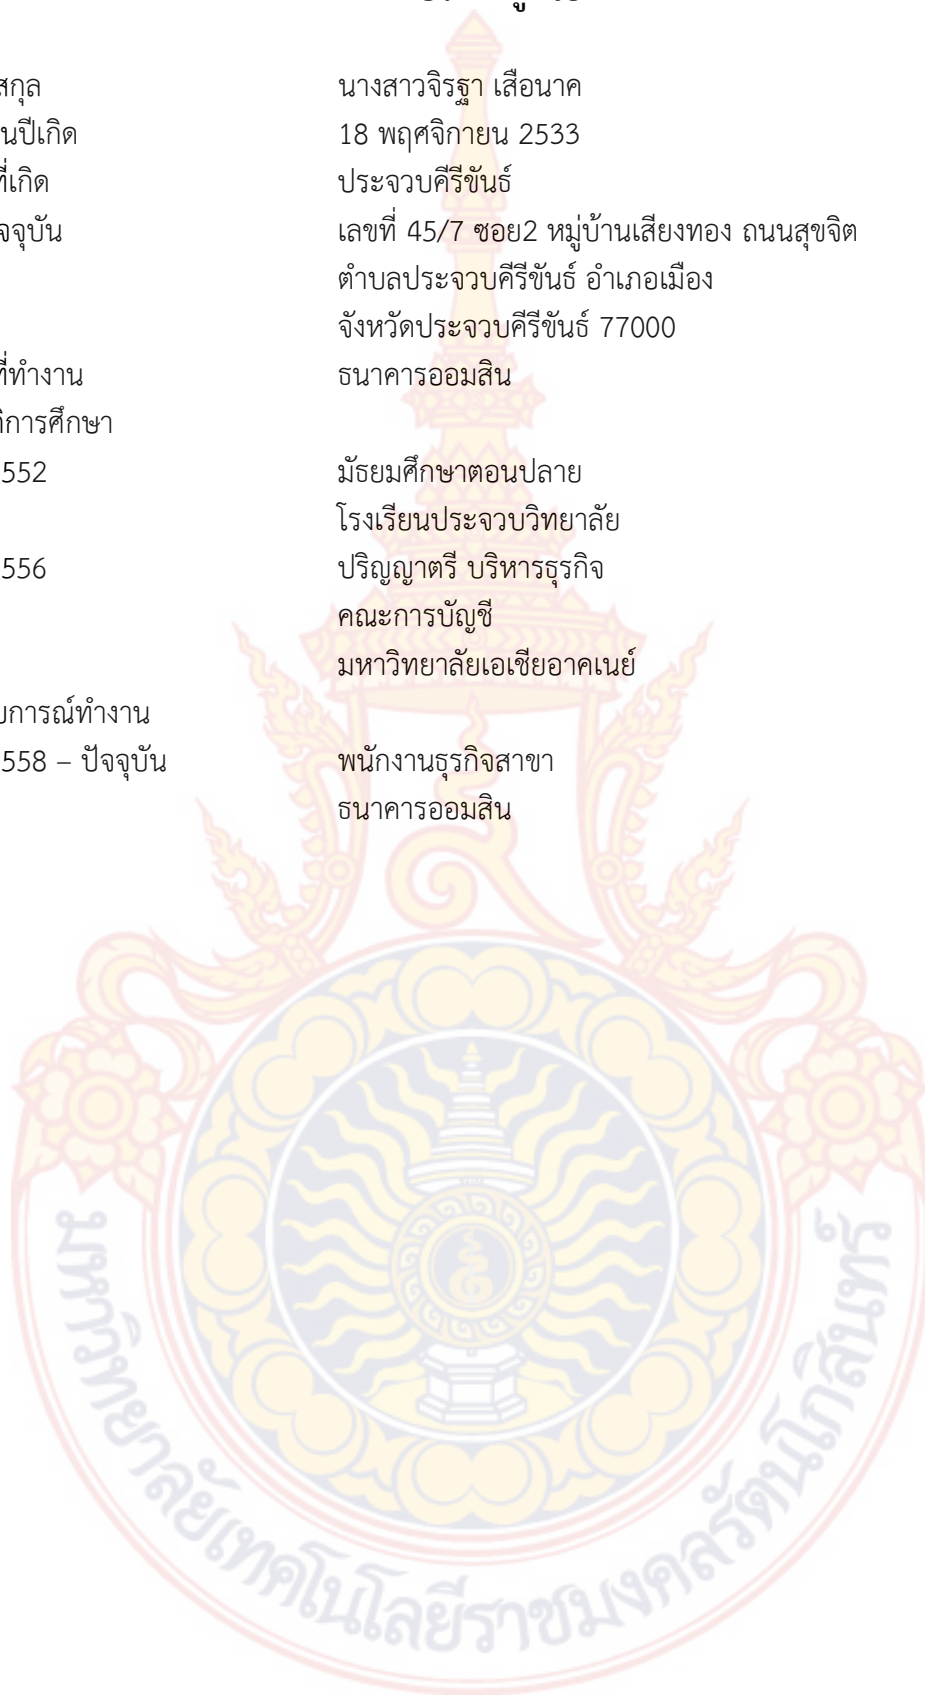 สกุล นางสาวจิรฐา เสือนาค
นปีเกิด 18 พฤศจิกายน 2533
ที่เกิด ประจวบคีรีขันธ์
จจุบัน เลขที่ 45/7 ซอย2 หมู่บ้านเสียงทอง ถนนสุขจิต
ตำบลประจวบคีรีขันธ์ อำเภอเมือง
จังหวัดประจวบคีรีขันธ์ 77000
ที่ทำงาน ธนาคารออมสิน
ติการศึกษา
552 มัธยมศึกษาตอนปลาย
โรงเรียนประจวบวิทยาลัย
556 ปริญญาตรี บริหารธุรกิจ
คณะการบัญชี
มหาวิทยาลัยเอเชียอาคเนย์
บการณ์ทำงาน
558 – ปัจจุบัน พนักงานธุรกิจสาขา
ธนาคารออมสิน
มหาวิทยาลัยเทคโนโลยีราชมงคลรัตนโกสินทร์